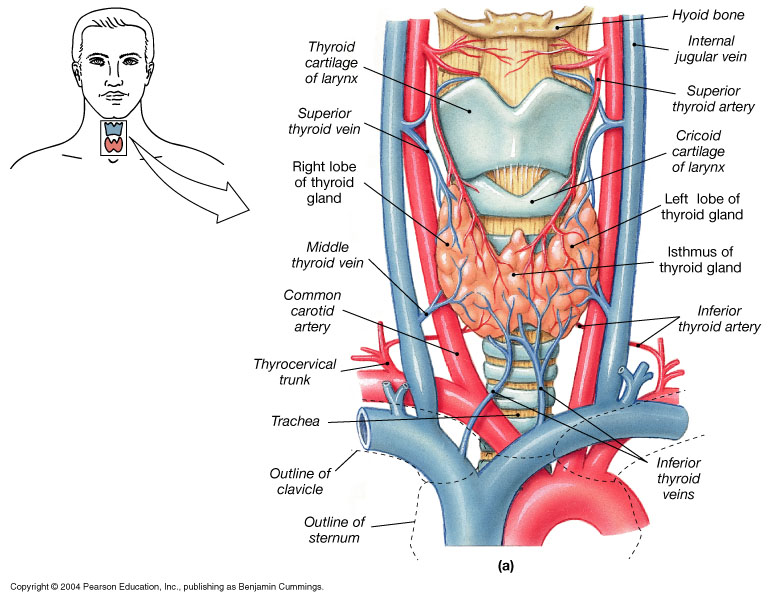 Hyoid bone
Thyroid
cartilage
of larynx
Internal
jugular vein
Superior
thyroid artery
Superior
thyroid vein
Cricoid
cartilage
of larynx
Right lobe
of thyroid
gland
Left lobe of
thyroid gland
Middle
thyroid vein
Isthmus of
thyroid gland
Common
carotid
artery
Inferior
thyroid artery
Thyrocervical
trunk
Trachea
Outline of
clavicle
Inferior
thyroid
veins
Outline of
sternum
(a)
Copyright © 2004 Pearson Education, Inc., publishing as Benjamin Cummings.